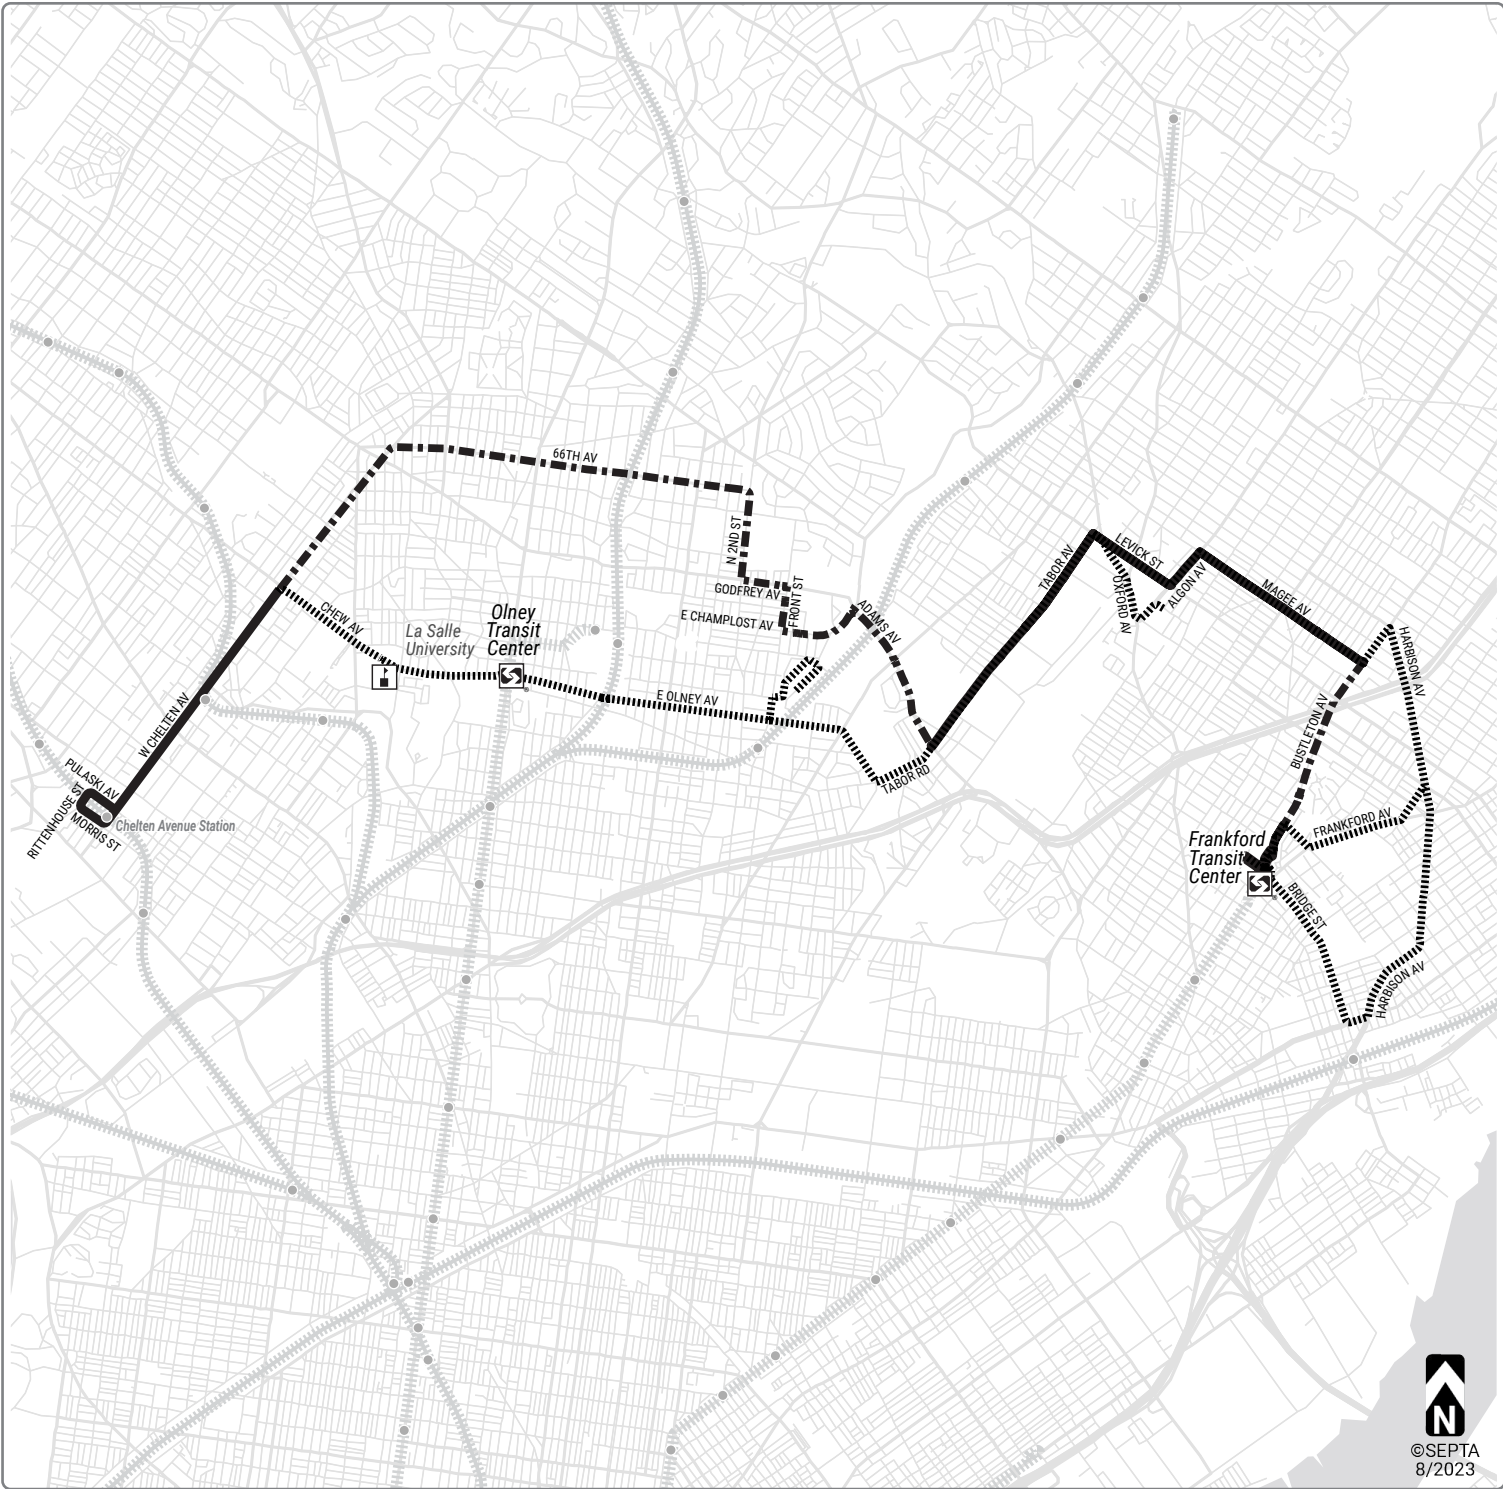 66TH AV
N 2ND ST
GODFREY AV
FRONT ST
E CHAMPLOST AV
ADAMS AV
TABOR AV
LEVICK ST
OXFORD AV
ALGON AV
MAGEE AV
HARBISON AV
CHEW AV
La Salle
University
Olney
Transit
Center
E OLNEY AV
TABOR RD
BUSTLETON AV
W CHELTEN AV
PULASKI AV
RITTENHOUSE ST
MORRIS ST
Chelten Avenue Station
FRANKFORD AV
Frankford
Transit
Center
BRIDGE ST
HARBISON AV
N
©SEPTA
8/2023